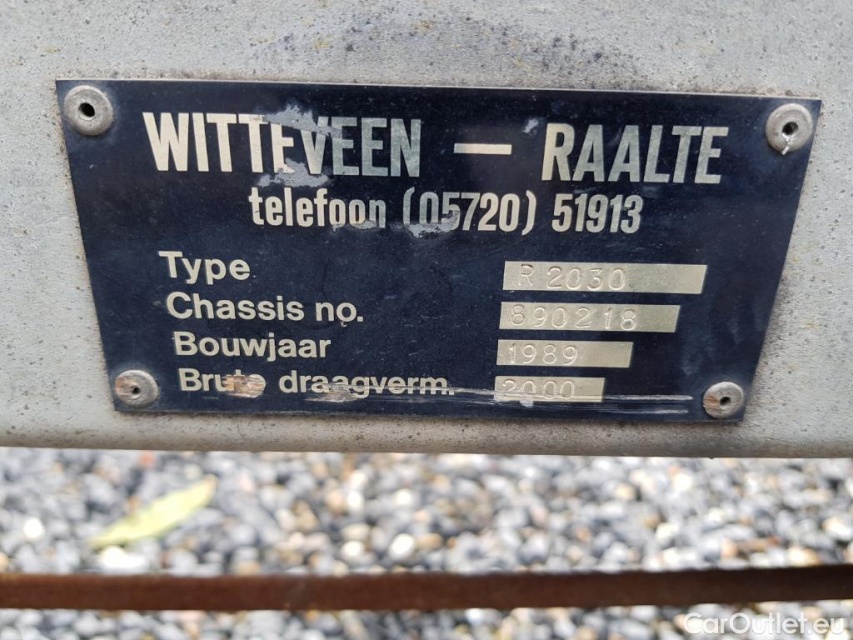 WITTEVEEN — RAALTE
telefoon (05720) 51913
Type R 2030
Chassis no. 890218
Bouwjaar 1989
Bruto draagverm. 2000
CarOutlet.eu